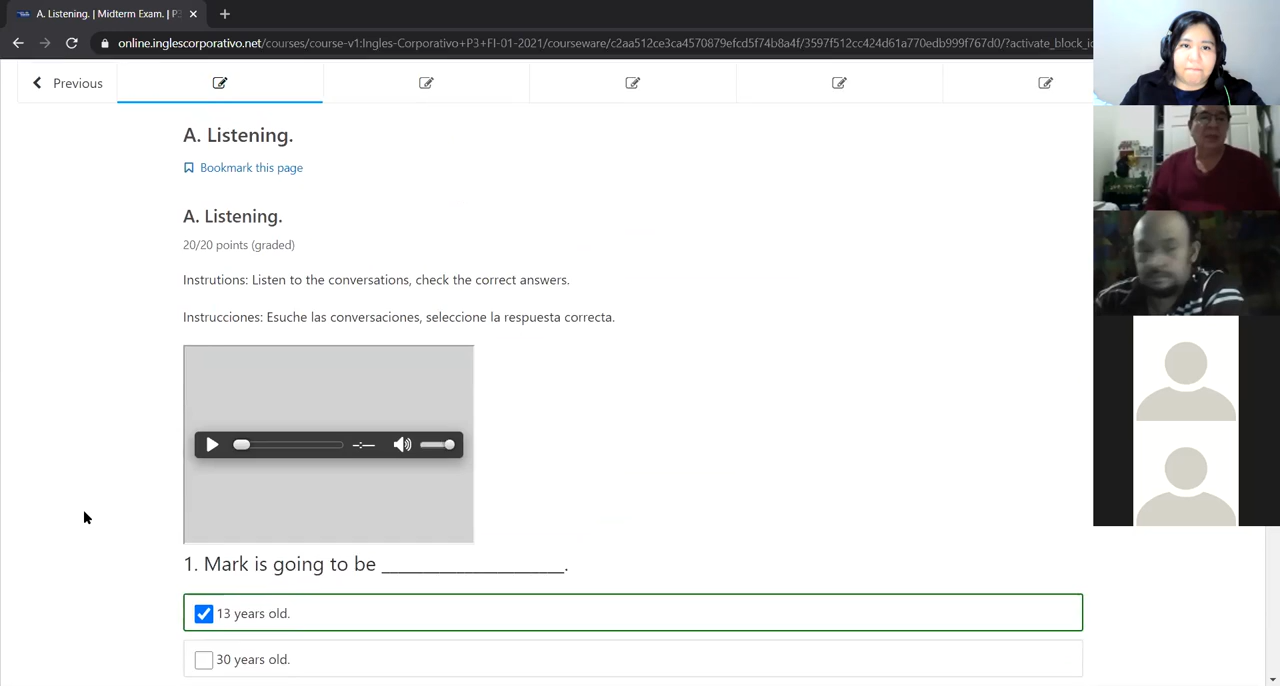 A. Listening. | Midterm Exam. | P3
online.inglescorporativo.net/courses/course-v1:Ingles-Corporativo+P3+FI-01-2021/courseware/c2aa512ce3ca4570879efcd5f74b8a4f/3597f512cc424d61a770edb999f767d0/?activate_block_i
Previous
A. Listening.
Bookmark this page
A. Listening.
20/20 points (graded)
Instrutions: Listen to the conversations, check the correct answers.
Instrucciones: Esuche las conversaciones, seleccione la respuesta correcta.
-:--
1. Mark is going to be ______________________.
13 years old.
30 years old.